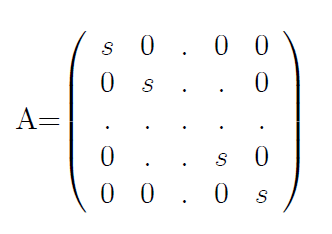 s 0 . 0 0
0 s . . 0
A= . . . . .
0 . . s 0
0 0 . 0 s